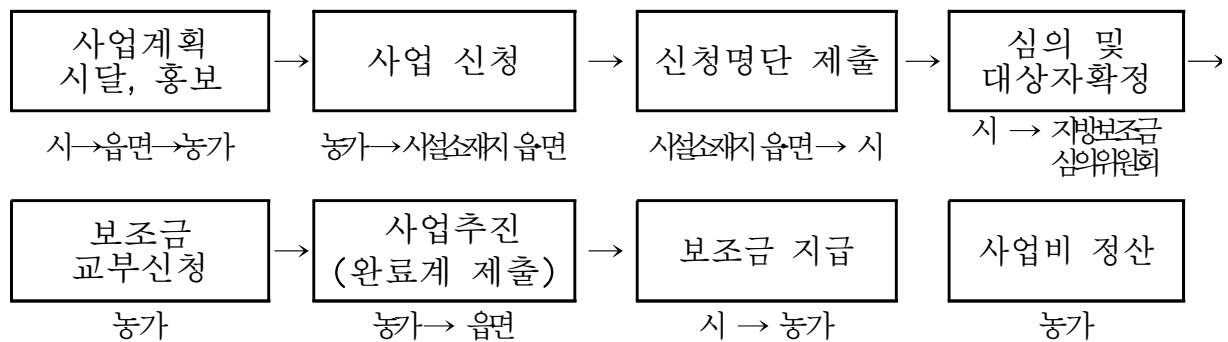 사업계획
시달, 홍보
→
사업 신청
→
신청명단 제출
→
심의 및
대상자확정
→
시→읍면→농가
농가→시설소재지 읍·면
시설소재지 읍·면→ 시
시 → 지방보조금
심의위원회
보조금
교부신청
→
사업추진
(완료계 제출)
→
보조금 지급
사업비 정산
농가
농가→ 읍면
시 → 농가
농가